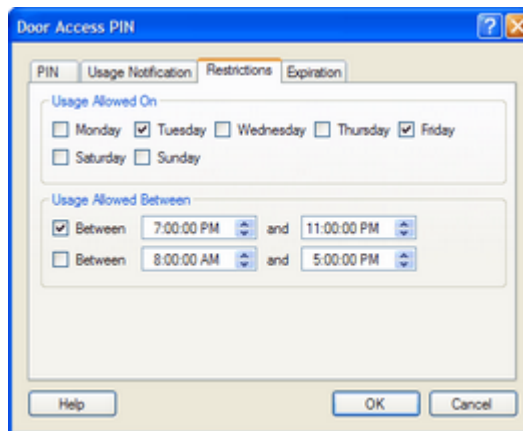 Door Access PIN
PIN Usage Notification Restrictions Expiration
Usage Allowed On
Monday Tuesday Wednesday Thursday Friday
Saturday Sunday
Usage Allowed Between
Between 7:00:00 PM and 11:00:00 PM
Between 8:00:00 AM and 5:00:00 PM
Help OK Cancel